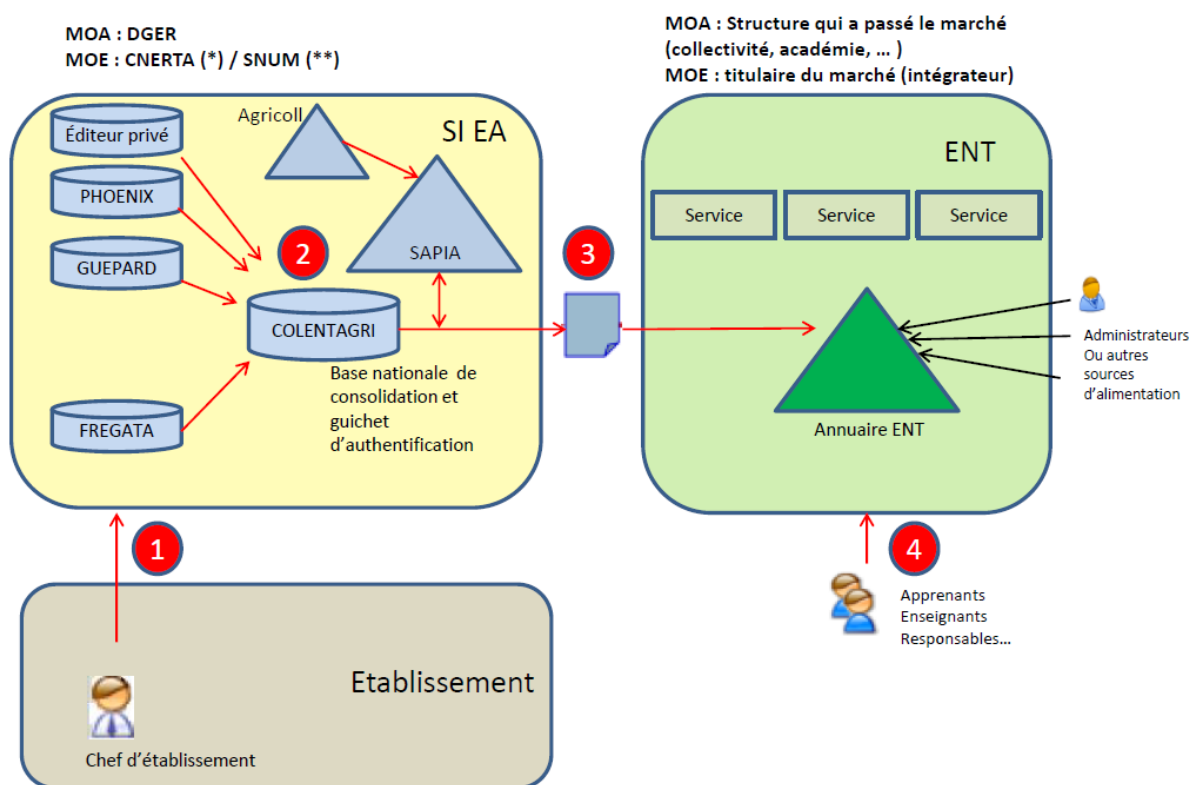 MOA : DGER
MOE : CNERTA (*) / SNUM (**)
MOA : Structure qui a passé le marché
(collectivité, académie, … )
MOE : titulaire du marché (intégrateur)
Éditeur privé
Agricoll
SI EA
PHOENIX
GUEPARD
2
SAPIA
3
COLENTAGRI
Base nationale de
consolidation et
guichet
d'authentification
FREGATA
ENT
Service
Service
Service
Administrateurs
Ou autres
sources
d'alimentation
Annuaire ENT
1
4
Apprenants
Enseignants
Responsables…
Etablissement
Chef d'établissement